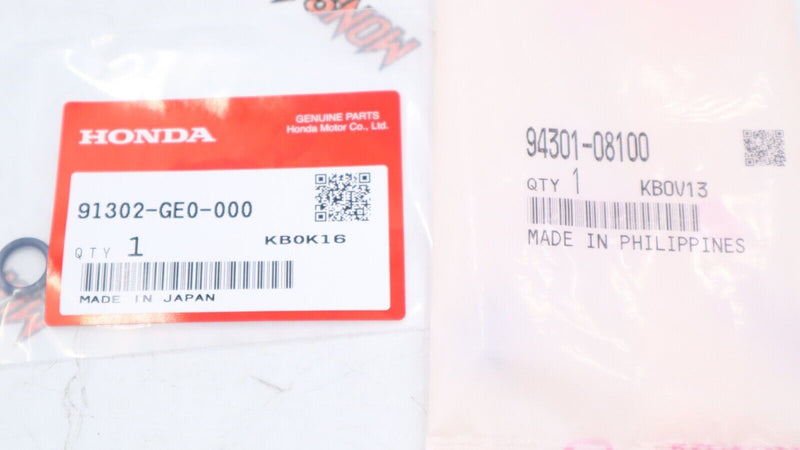 HONDA
GENUINE PARTS
Honda Motor Co., Ltd.
91302-GE0-000
QTY 1
KB0K16
MADE IN JAPAN
94301-08100
QTY 1
KB0V13
MADE IN PHILIPPINES